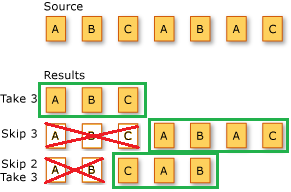 Source
A B C A B A C
Results
Take 3 A B C
Skip 3 A B C A B A C
Skip 2
Take 3 A B C A B